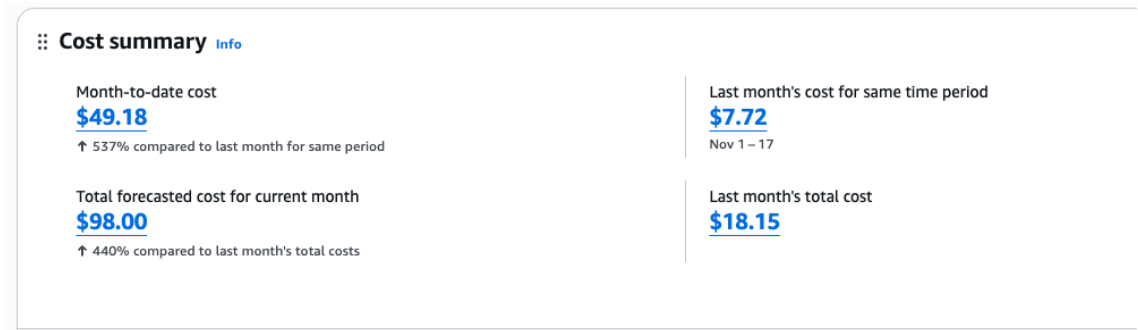 Cost summary Info
Month-to-date cost
$49.18
↑ 537% compared to last month for same period
Last month's cost for same time period
$7.72
Nov 1 – 17
Total forecasted cost for current month
$98.00
↑ 440% compared to last month's total costs
Last month's total cost
$18.15